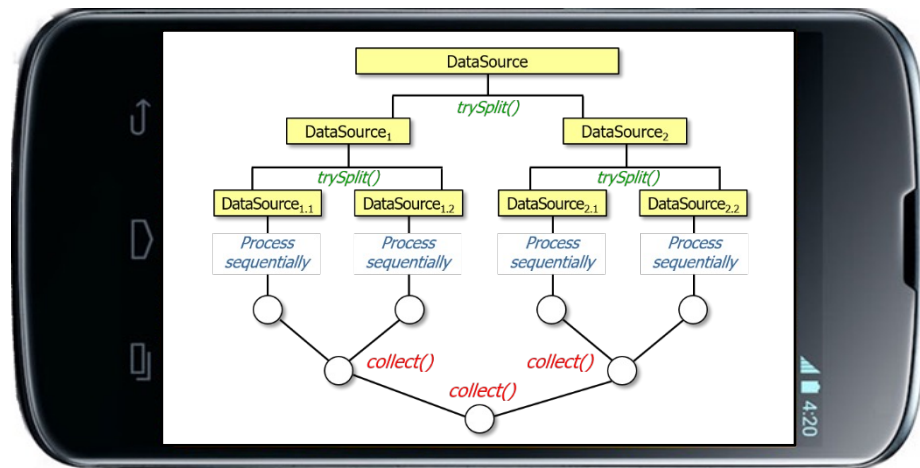 DataSource
trySplit()
DataSource₁ DataSource₂
trySplit() trySplit()
DataSource₁.₁ DataSource₁.₂ DataSource₂.₁ DataSource₂.₂
Process Process Process Process
sequentially sequentially sequentially sequentially
collect() collect()
collect()
4:20